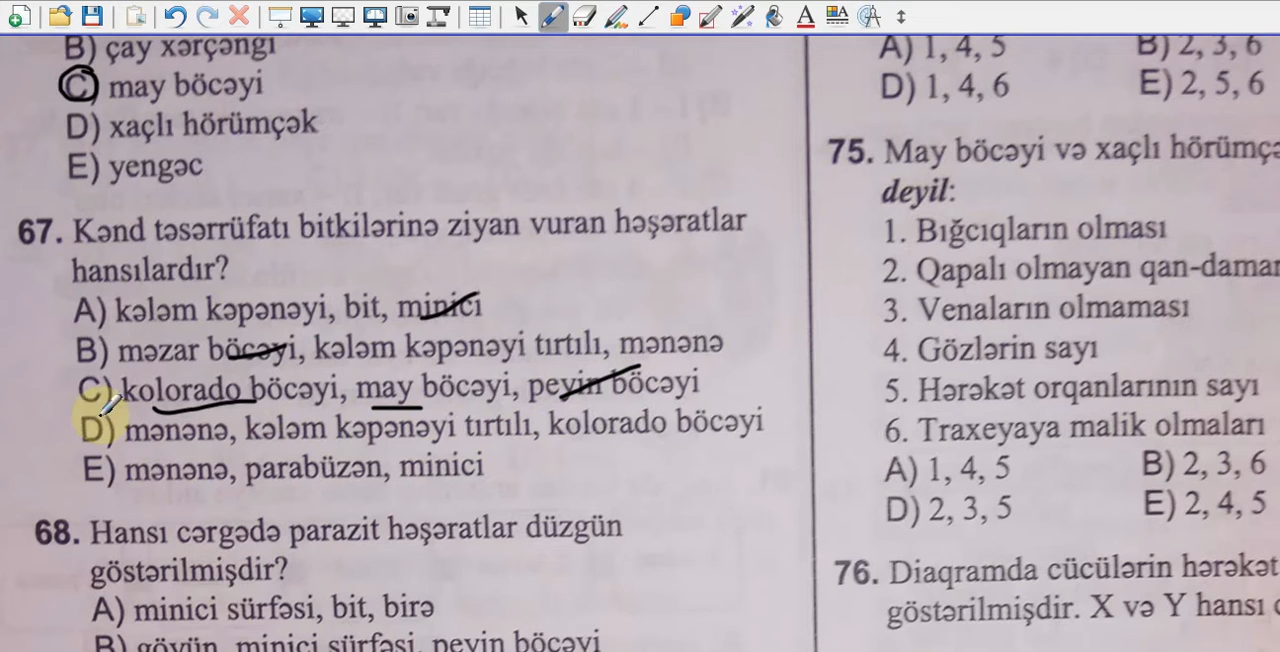 B) çay xərçəngi
C) may böcəyi
D) xaçlı hörümçək
E) yengəc
67. Kənd təsərrüfatı bitkilərinə ziyan vuran həşəratlar
hansılardır?
A) kələm kəpənəyi, bit, minici
B) məzar böcəyi, kələm kəpənəyi tırtılı, mənənə
C) kolorado böcəyi, may böcəyi, peyin böcəyi
D) mənənə, kələm kəpənəyi tırtılı, kolorado böcəyi
E) mənənə, parabüzən, minici
68. Hansı cərgədə parazit həşəratlar düzgün
göstərilmişdir?
A) minici sürfəsi, bit, birə
B) göyün, minici sürfəsi, peyin böcəyi
A) 1, 4, 5 B) 2, 3, 6
D) 1, 4, 6 E) 2, 5, 6
75. May böcəyi və xaçlı
deyil:
1. Bığcıqların olması
2. Qapalı olmayan
3. Venaların olmaması
4. Gözlərin sayı
5. Hərəkət orqanlarının sayı
6. Traxeyaya malik olmaları
A) 1, 4, 5 B) 2, 3, 6
D) 2, 3, 5 E) 2, 4, 5
76. Diaqramda cücülərin
göstərilmişdir. X və Y hansı